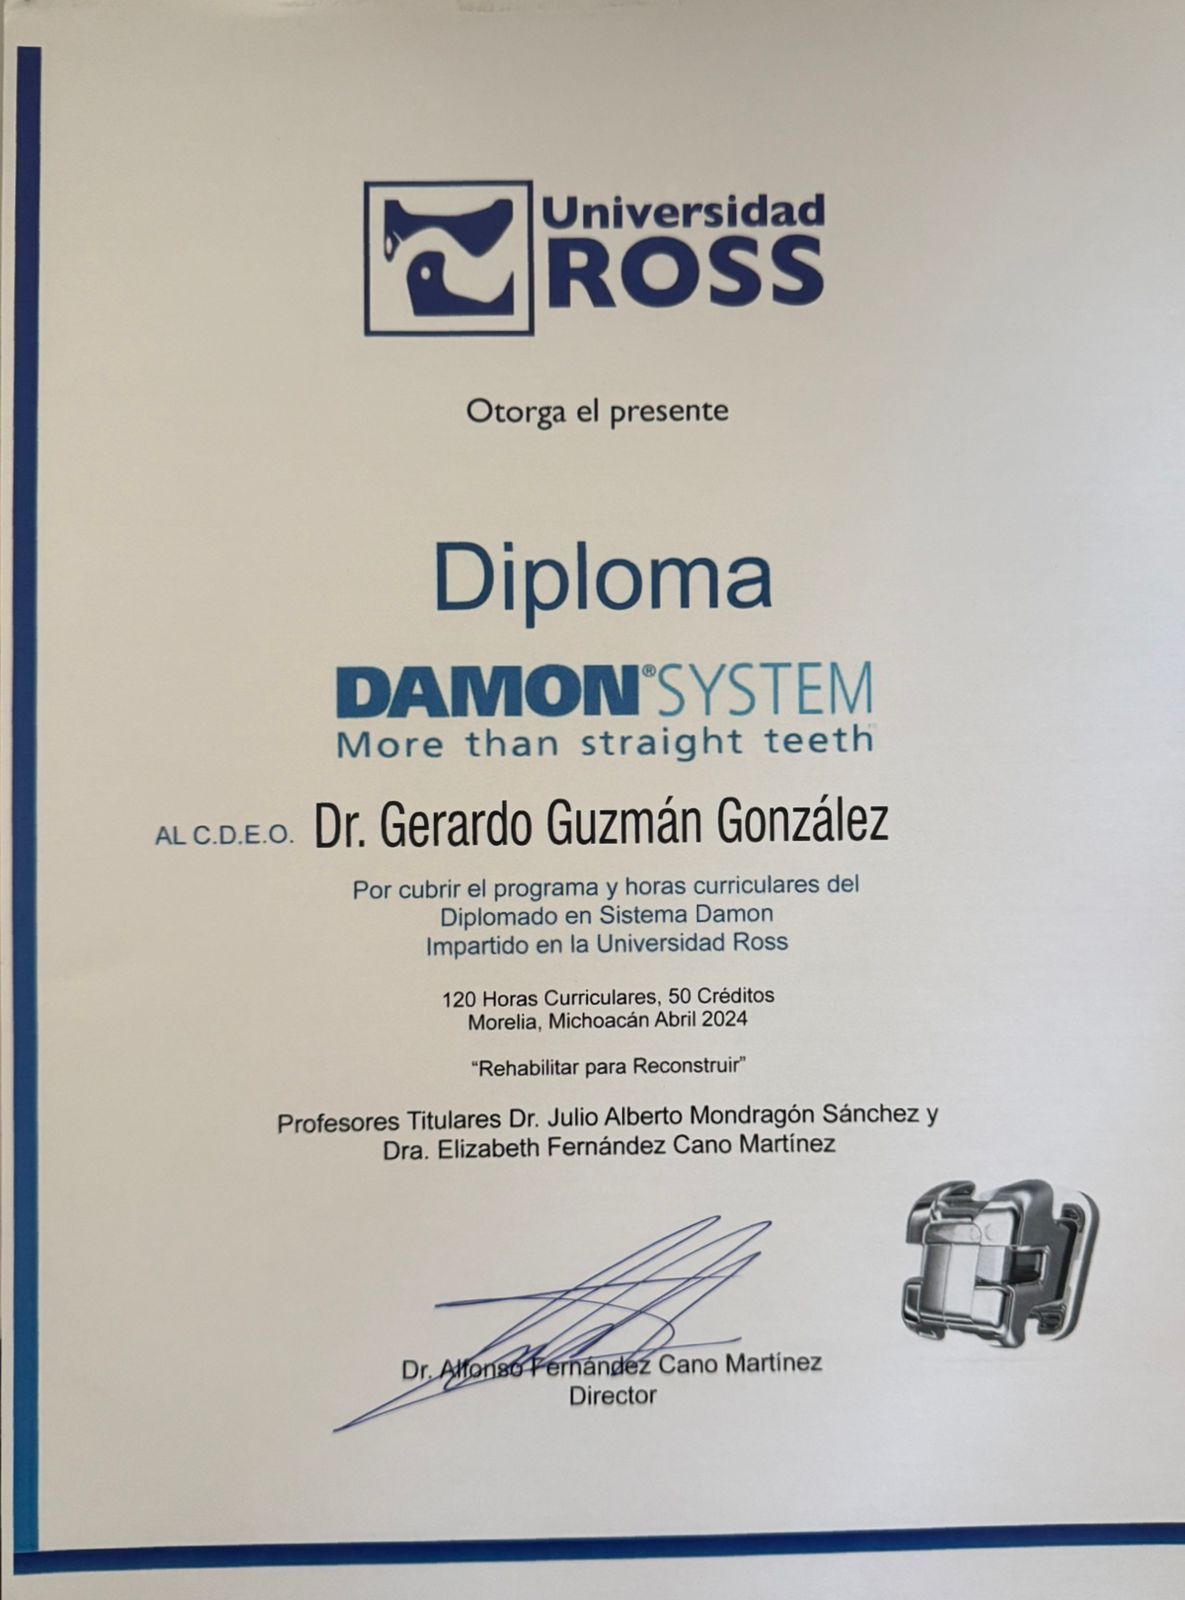 Universidad
ROSS
Otorga el presente
Diploma
DAMON®SYSTEM
More than straight teeth™
AL C.D.E.O. Dr. Gerardo Guzmán González
Por cubrir el programa y horas curriculares del
Diplomado en Sistema Damon
Impartido en la Universidad Ross
120 Horas Curriculares, 50 Créditos
Morelia, Michoacán Abril 2024
“Rehabilitar para Reconstruir”
Profesores Titulares Dr. Julio Alberto Mondragón Sánchez y
Dra. Elizabeth Fernández Cano Martínez
Dr. Alfonso Fernández Cano Martínez
Director